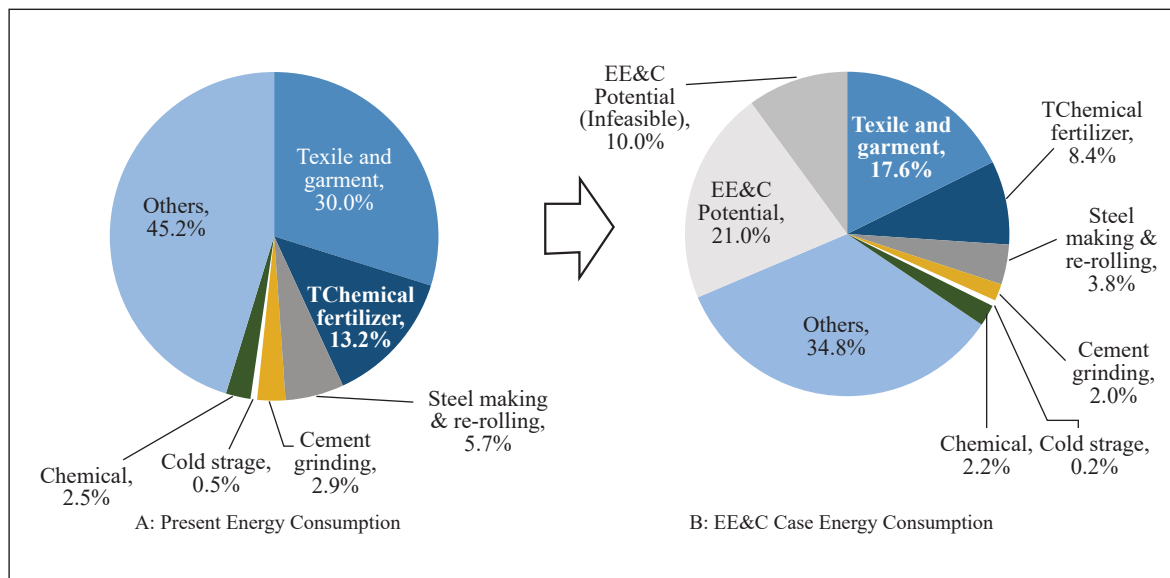 Texile and
garment,
30.0%
TChemical
fertilizer,
13.2%
Steel making
& re-rolling,
5.7%
Cement
grinding,
2.9%
Cold strage,
0.5%
Chemical,
2.5%
Others,
45.2%
A: Present Energy Consumption
EE&C
Potential
(Infeasible),
10.0%
Texile and
garment,
17.6%
TChemical
fertilizer,
8.4%
Steel
making &
re-rolling,
3.8%
Cement
grinding,
2.0%
Cold strage,
0.2%
Chemical,
2.2%
Others,
34.8%
EE&C
Potential,
21.0%
B: EE&C Case Energy Consumption